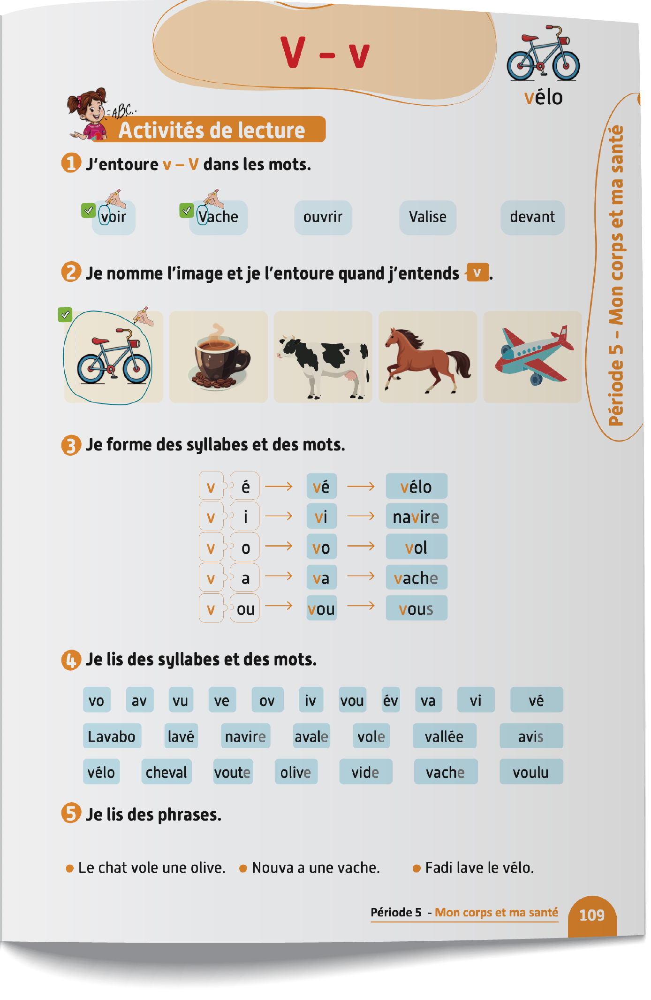 V - v
vélo
ABC..
Activités de lecture
1 J'entoure v – V dans les mots.
voir Vache ouvrir Valise devant
2 Je nomme l'image et je l'entoure quand j'entends v.
3 Je forme des syllabes et des mots.
v é vé vélo
v i vi navire
v o vo vol
v a va vache
v ou vou vous
4 Je lis des syllabes et des mots.
vo av vu ve ov iv vou év va vi vé
Lavabo lavé navire avale vole vallée avis
vélo cheval voute olive vide vache voulu
5 Je lis des phrases.
• Le chat vole une olive. • Nouva a une vache. • Fadi lave le vélo.
Période 5 - Mon corps et ma santé 109
Période 5 - Mon corps et ma santé